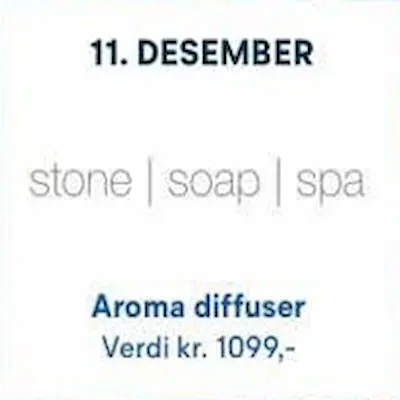 11. DESEMBER
stone | soap | spa
Aroma diffuser
Verdi kr. 1099,-